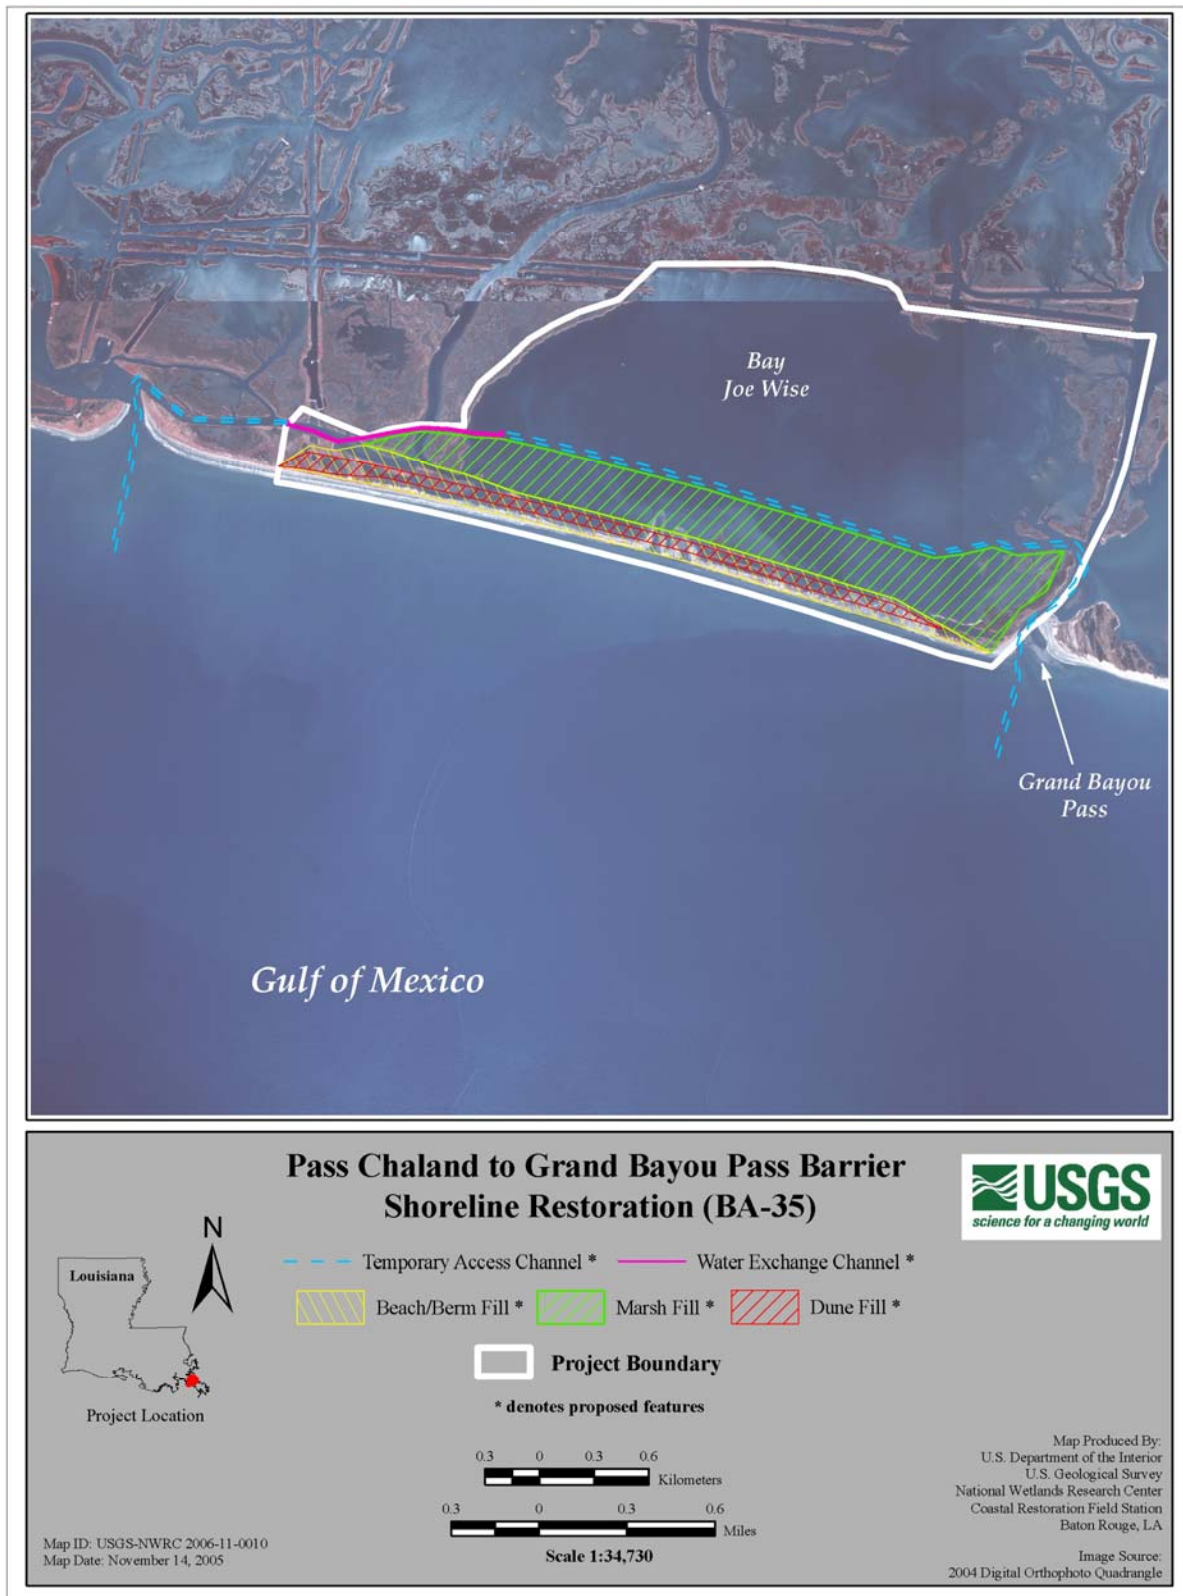 Bay
Joe Wise
Grand Bayou
Pass
Gulf of Mexico
Pass Chaland to Grand Bayou Pass Barrier
Shoreline Restoration (BA-35)
USGS
science for a changing world
N
Louisiana
Project Location
Temporary Access Channel *
Water Exchange Channel *
Beach/Berm Fill *
Marsh Fill *
Dune Fill *
Project Boundary
* denotes proposed features
0.3 0 0.3 0.6
Kilometers
0.3 0 0.3 0.6
Miles
Scale 1:34,730
Map ID: USGS-NWRC 2006-11-0010
Map Date: November 14, 2005
Map Produced By:
U.S. Department of the Interior
U.S. Geological Survey
National Wetlands Research Center
Coastal Restoration Field Station
Baton Rouge, LA
Image Source:
2004 Digital Orthophoto Quadrangle